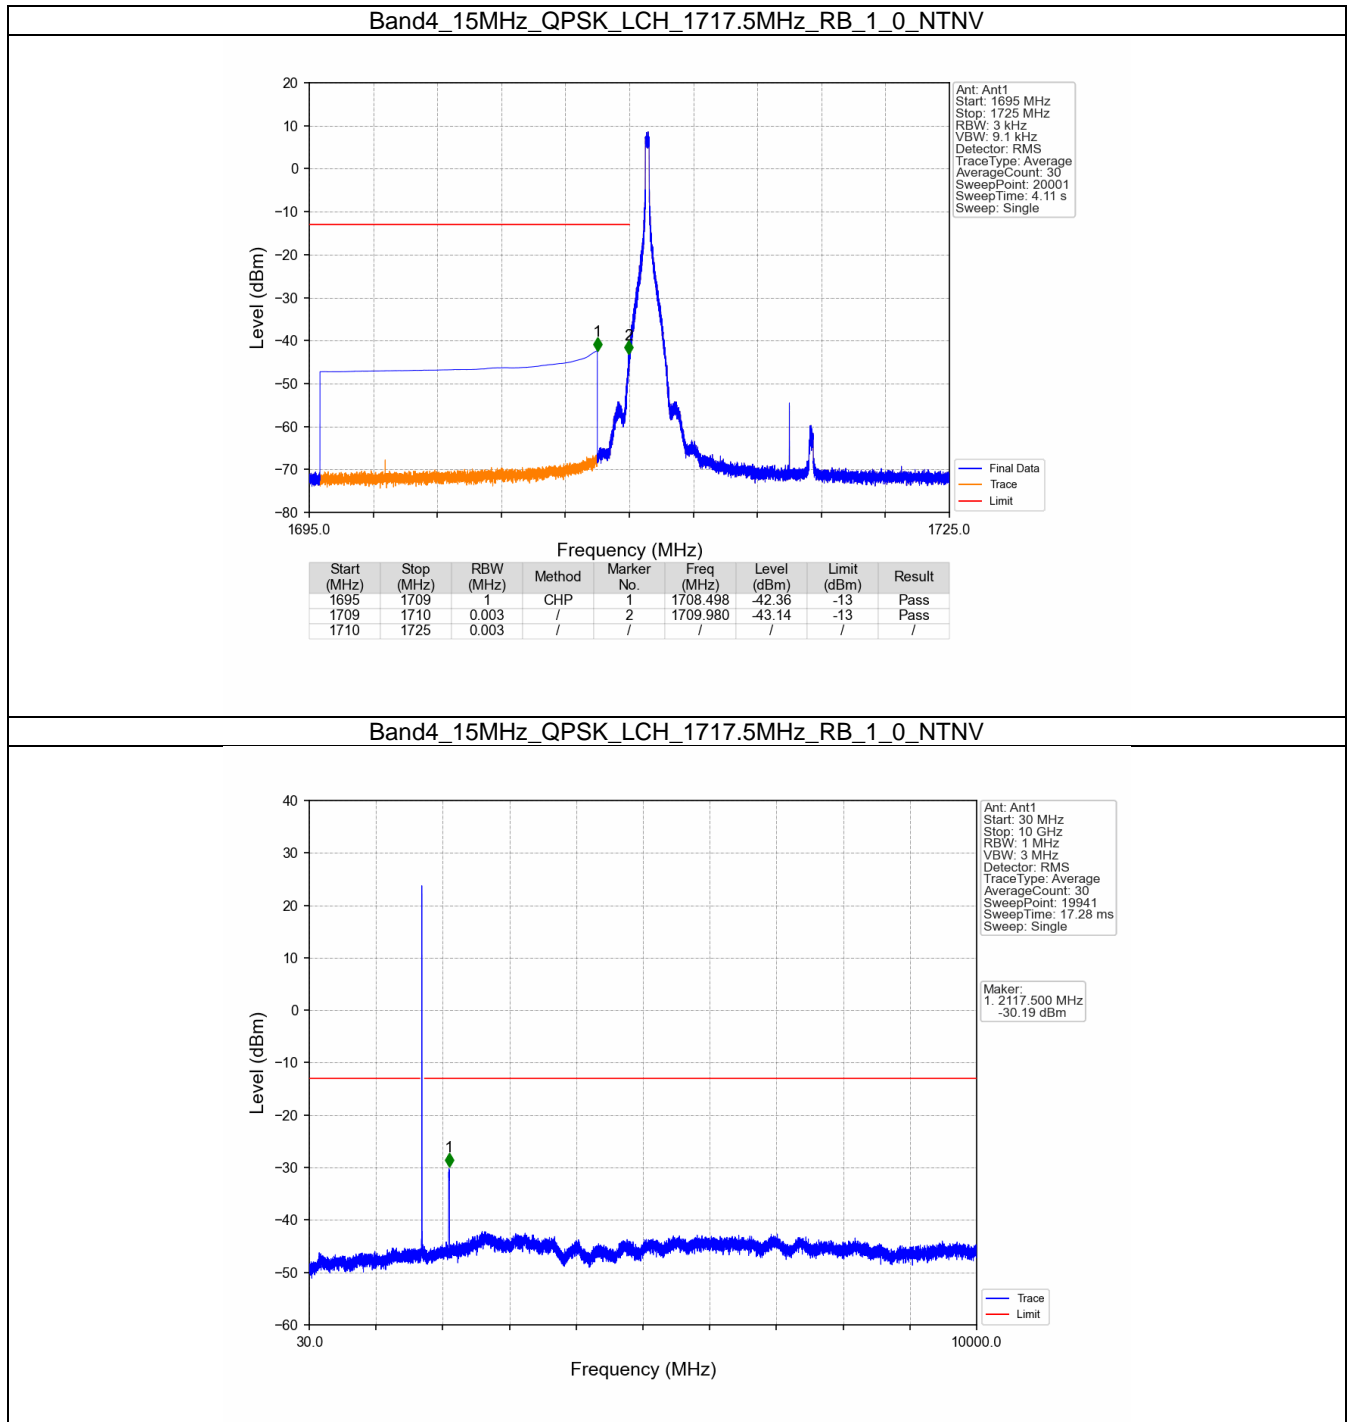 Band4_15MHz_QPSK_LCH_1717.5MHz_RB_1_0_NTNV
20
10
0
−10
−20
−30
−40
−50
−60
−70
−80
Level (dBm)
1
2
1695.0
1725.0
Frequency (MHz)
Ant: Ant1
Start: 1695 MHz
Stop: 1725 MHz
RBW: 3 kHz
VBW: 9.1 kHz
Detector: RMS
TraceType: Average
AverageCount: 30
SweepPoint: 20001
SweepTime: 4.11 s
Sweep: Single
Final Data
Trace
Limit
Start (MHz) Stop (MHz) RBW (MHz) Method Marker No. Freq (MHz) Level (dBm) Limit (dBm) Result
1695 1709 1 CHP 1 1708.498 -42.36 -13 Pass
1709 1710 0.003 / 2 1709.980 -43.14 -13 Pass
1710 1725 0.003 / / / / / /
Band4_15MHz_QPSK_LCH_1717.5MHz_RB_1_0_NTNV
40
30
20
10
0
−10
−20
−30
−40
−50
−60
Level (dBm)
1
30.0
10000.0
Frequency (MHz)
Ant: Ant1
Start: 30 MHz
Stop: 10 GHz
RBW: 1 MHz
VBW: 3 MHz
Detector: RMS
TraceType: Average
AverageCount: 30
SweepPoint: 19941
SweepTime: 17.28 ms
Sweep: Single
Maker:
1. 2117.500 MHz
-30.19 dBm
Trace
Limit